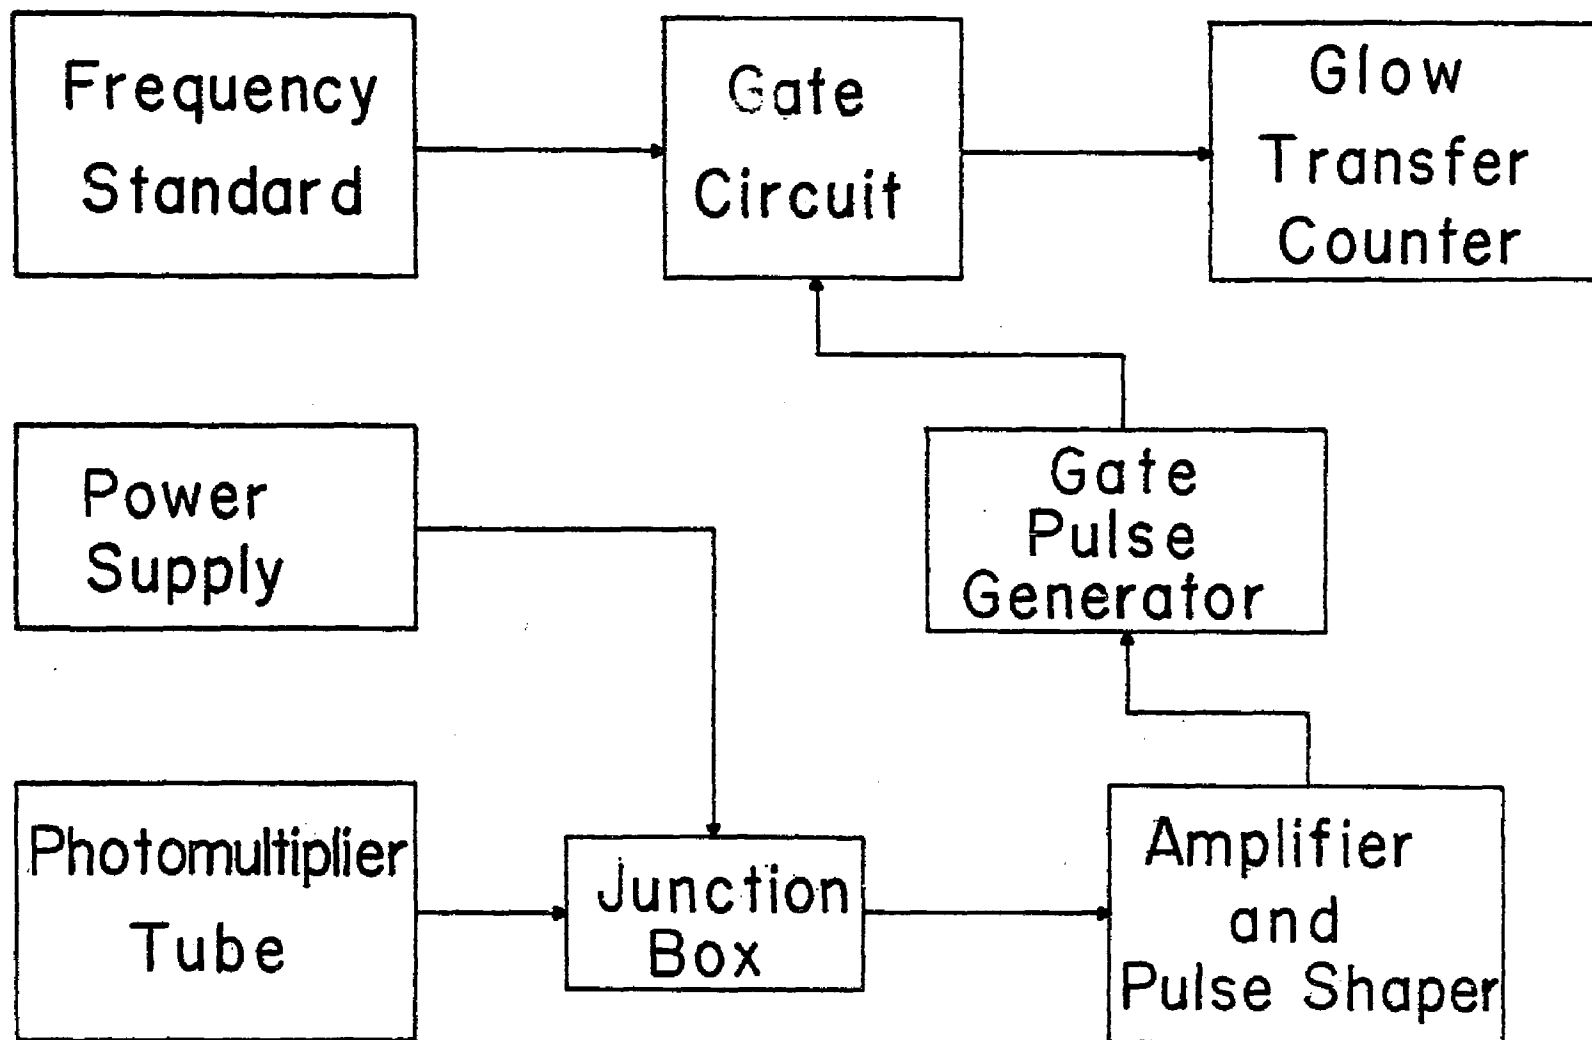 Frequency
Standard
Gate
Circuit
Glow
Transfer
Counter
Power
Supply
Gate
Pulse
Generator
Photomultiplier
Tube
Junction
Box
Amplifier
and
Pulse Shaper